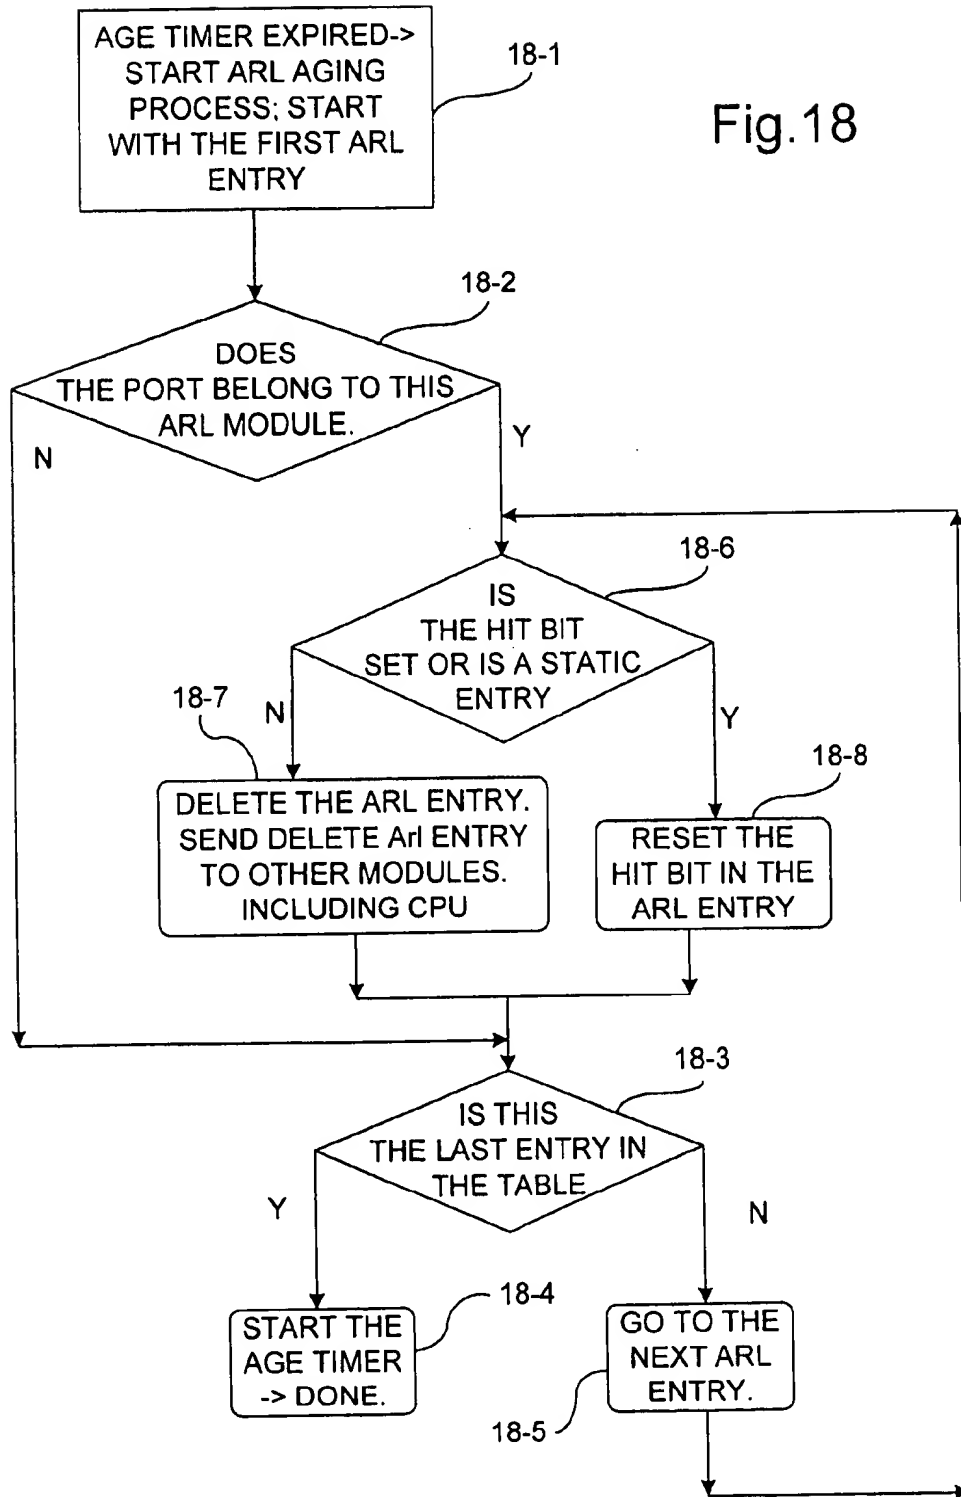 AGE TIMER EXPIRED->
START ARL AGING
PROCESS; START
WITH THE FIRST ARL
ENTRY
18-1
Fig.18
18-2
DOES
THE PORT BELONG TO THIS
ARL MODULE.
N
Y
18-6
IS
THE HIT BIT
SET OR IS A STATIC
ENTRY
18-7
N
Y
18-8
DELETE THE ARL ENTRY.
SEND DELETE Arl ENTRY
TO OTHER MODULES.
INCLUDING CPU
RESET THE
HIT BIT IN THE
ARL ENTRY
18-3
IS THIS
THE LAST ENTRY IN
THE TABLE
Y
N
18-4
START THE
AGE TIMER
-> DONE.
GO TO THE
NEXT ARL
ENTRY.
18-5